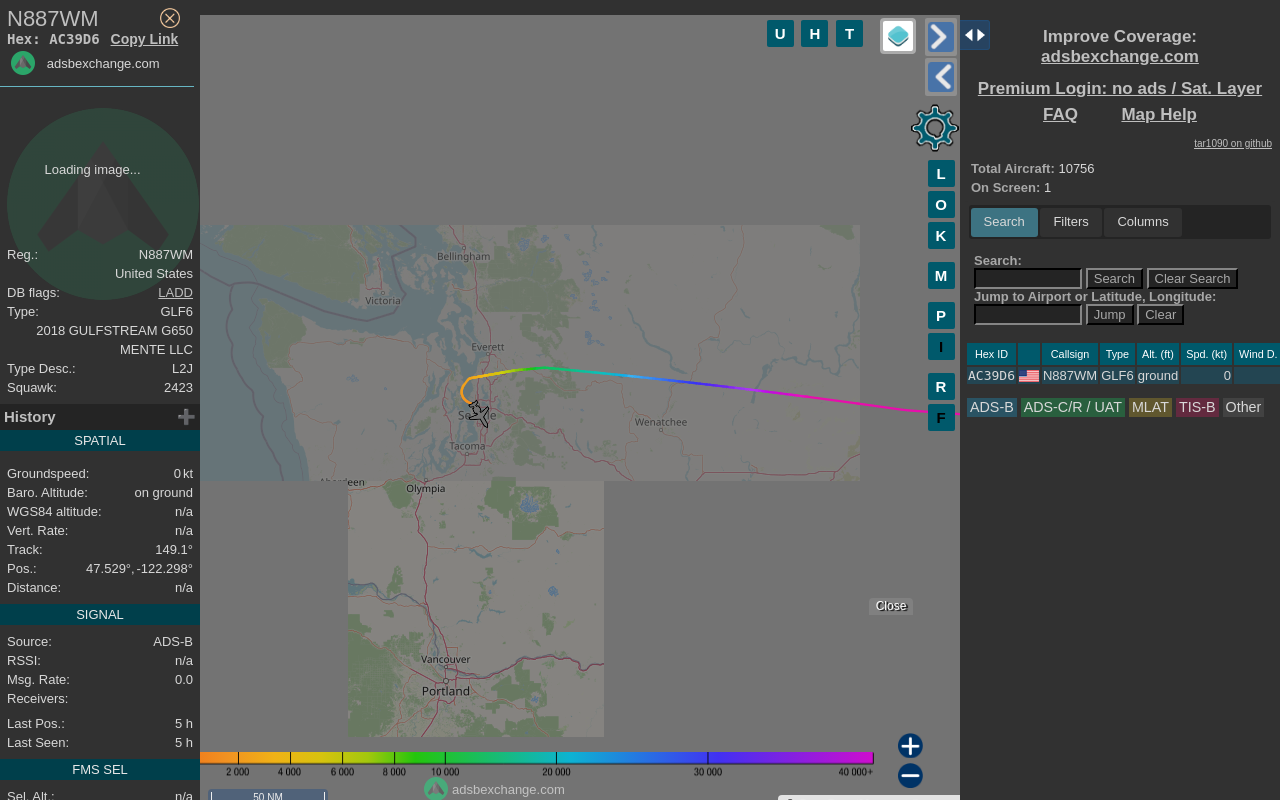 N887WM
Hex: AC39D6 Copy Link
adsbexchange.com
Loading image...
Reg.: N887WM
United States
DB flags: LADD
Type: GLF6
2018 GULFSTREAM G650
MENTE LLC
Type Desc.: L2J
Squawk: 2423
History
SPATIAL
Groundspeed: 0 kt
Baro. Altitude: on ground
WGS84 altitude: n/a
Vert. Rate: n/a
Track: 149.1°
Pos.: 47.529°, -122.298°
Distance: n/a
SIGNAL
Source: ADS-B
RSSI: n/a
Msg. Rate: 0.0
Receivers:
Last Pos.: 5 h
Last Seen: 5 h
FMS SEL
Sel. Alt.: n/a
U H T
L
O
K
M
P
I
R
F
Bellingham
Victoria
Everett
Wenatchee
Tacoma
Olympia
Vancouver
Portland
Close
2 000 4 000 6 000 8 000 10 000 20 000 30 000 40 000+
adsbexchange.com
50 NM
Improve Coverage:
adsbexchange.com
Premium Login: no ads / Sat. Layer
FAQ Map Help
tar1090 on github
Total Aircraft: 10756
On Screen: 1
Search Filters Columns
Search:
Search Clear Search
Jump to Airport or Latitude, Longitude:
Jump Clear
Hex ID Callsign Type Alt. (ft) Spd. (kt) Wind D.
AC39D6 N887WM GLF6 ground 0
ADS-B ADS-C/R / UAT MLAT TIS-B Other